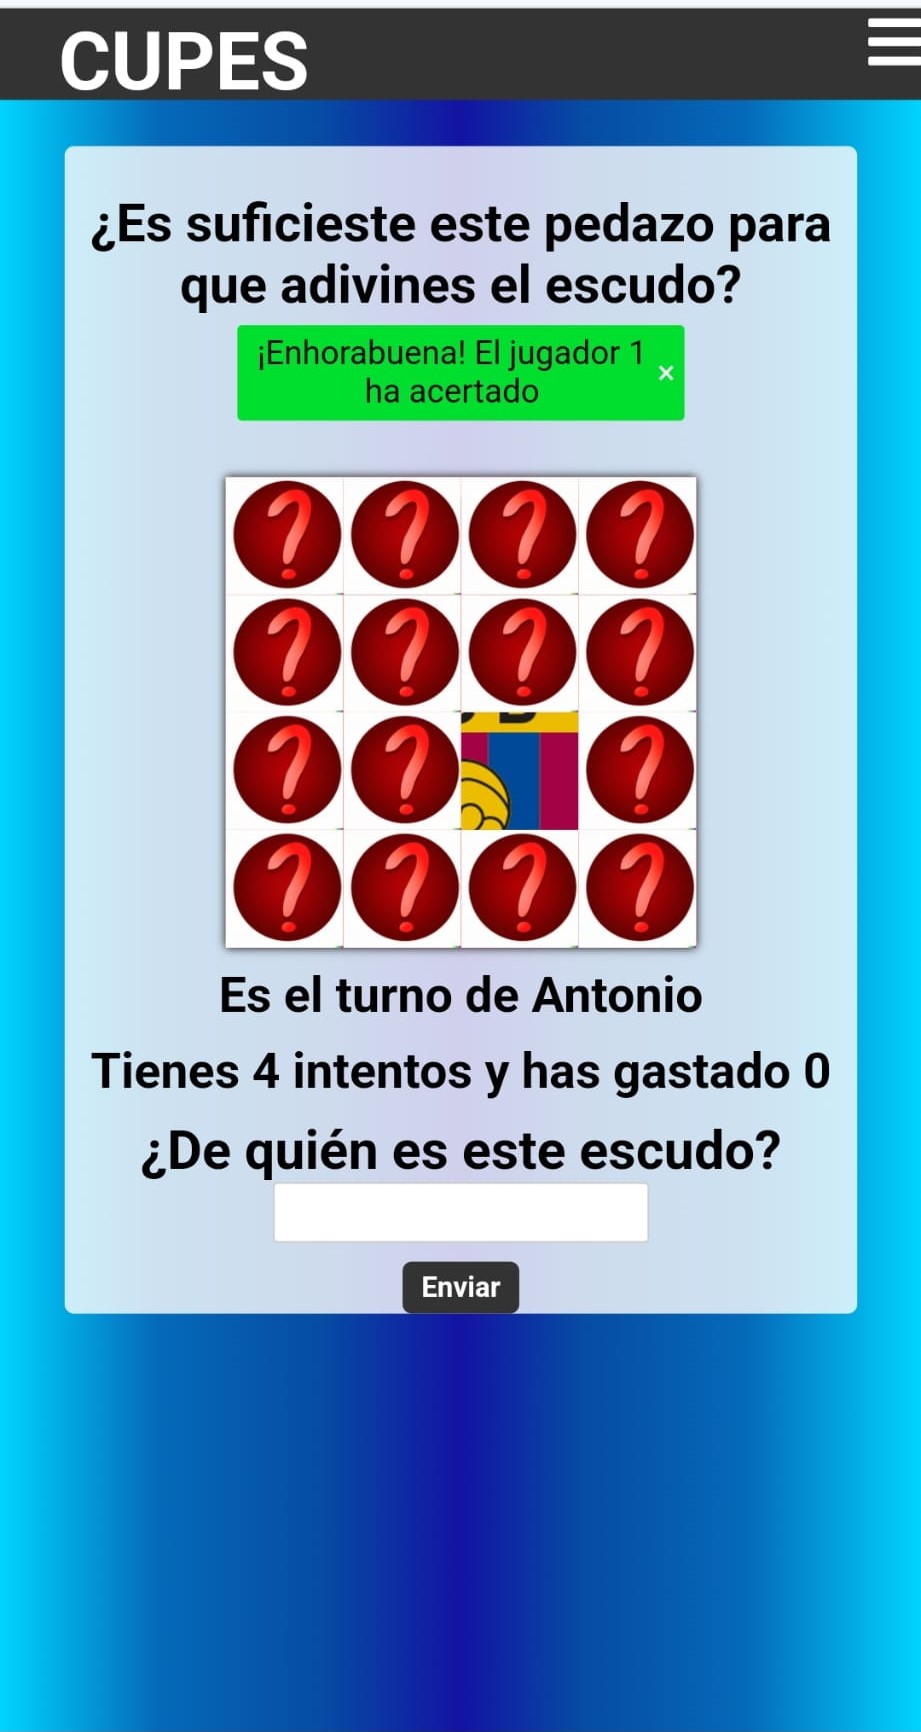 CUPES
¿Es suficieste este pedazo para
que adivines el escudo?
¡Enhorabuena! El jugador 1
ha acertado
×
? ? ? ?
? ? ? ?
? ? ?
? ? ? ?
Es el turno de Antonio
Tienes 4 intentos y has gastado 0
¿De quién es este escudo?
Enviar